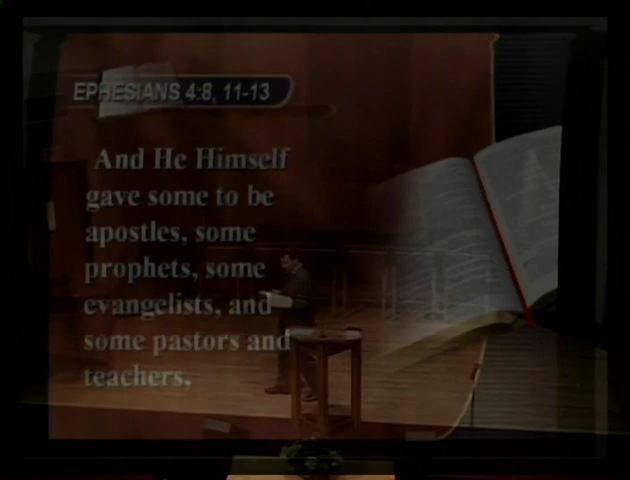 EPHESIANS 4:8, 11-13
And He Himself
gave some to be
apostles, some
prophets, some
evangelists, and
some pastors and
teachers,